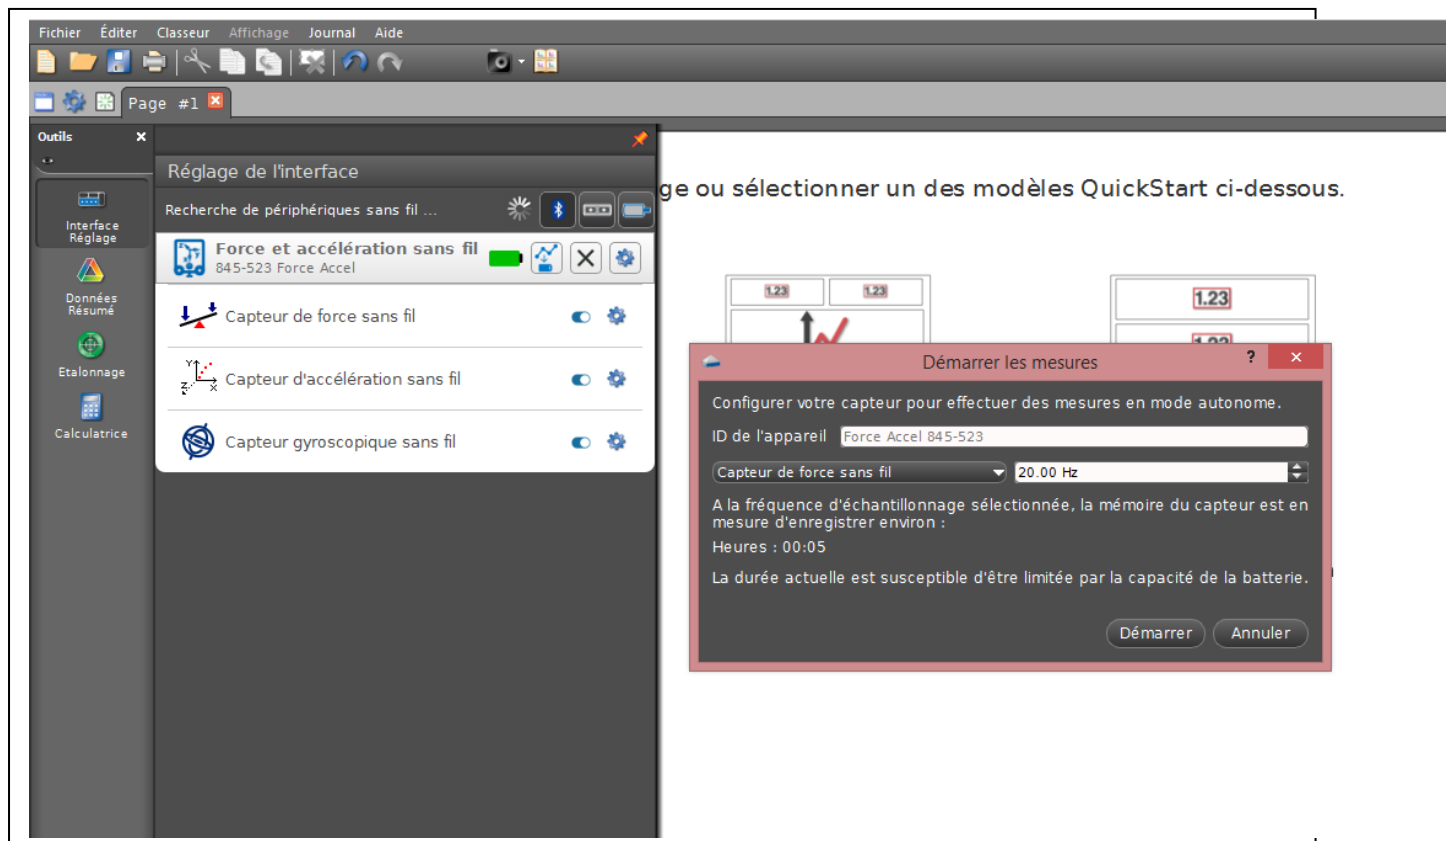 Fichier Éditer Classeur Affichage Journal Aide
Page #1
Outils
Interface
Réglage
Données
Résumé
Etalonnage
Calculatrice
Réglage de l'interface
Recherche de périphériques sans fil ...
Force et accélération sans fil
845-523 Force Accel
Capteur de force sans fil
Y
Z X
Capteur d'accélération sans fil
Capteur gyroscopique sans fil
ge ou sélectionner un des modèles QuickStart ci-dessous.
1.23 1.23
1.23
1.23
Démarrer les mesures ?
Configurer votre capteur pour effectuer des mesures en mode autonome.
ID de l'appareil Force Accel 845-523
Capteur de force sans fil 20.00 Hz
A la fréquence d'échantillonnage sélectionnée, la mémoire du capteur est en
mesure d'enregistrer environ :
Heures : 00:05
La durée actuelle est susceptible d'être limitée par la capacité de la batterie.
Démarrer Annuler